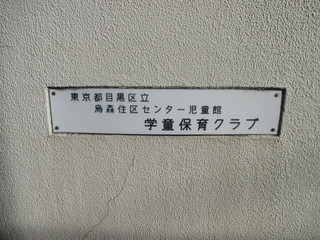 東京都目黒区立
烏森住区センター児童館
学童保育クラブ